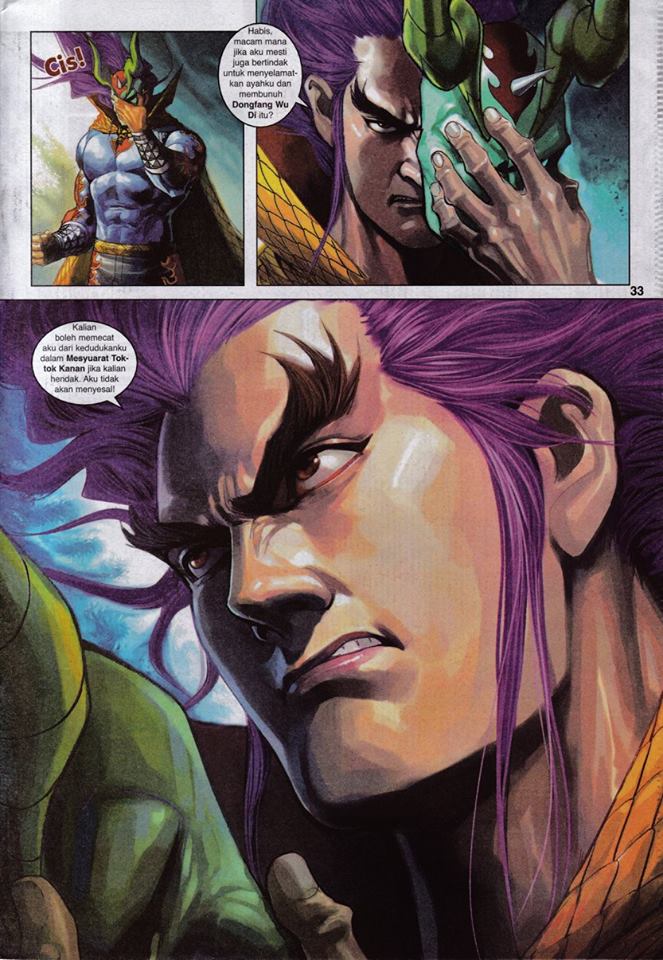 Cis!
Habis,
macam mana
jika aku mesti
juga bertindak
untuk menyelamat-
kan ayahku dan
membunuh
Dongfang Wu
Di itu?
33
Kalian
boleh memecat
aku dari kedudukanku
dalam Mesyuarat Tok-
tok Kanan jika kalian
hendak. Aku tidak
akan menyesal!